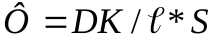 Ô = DK / ℓ * S